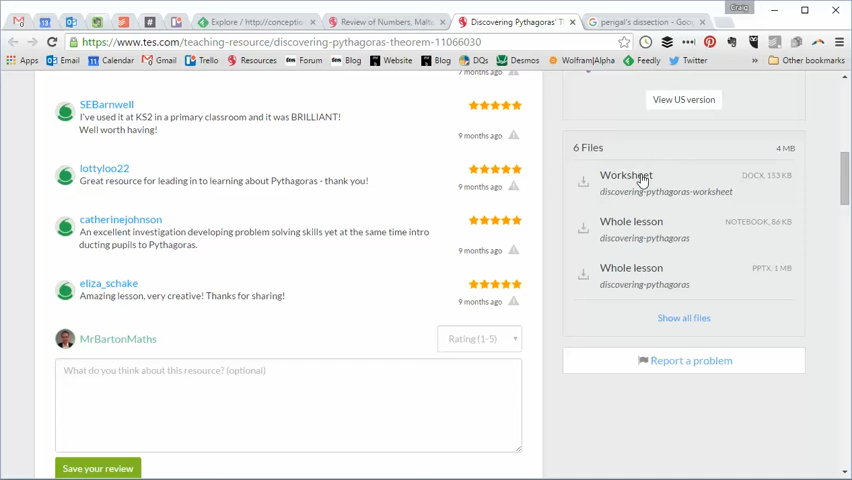 Craig
Explore / http://conception
Review of Numbers, Malto
Discovering Pythagoras' T
perigal's dissection - Goog
https://www.tes.com/teaching-resource/discovering-pythagoras-theorem-11066030
Apps Email Calendar Gmail Trello Resources Forum Blog Website Blog DQs Wolfram|Alpha Desmos Feedly Twitter » Other bookmarks
7 months ago
SEBarnwell
I've used it at KS2 in a primary classroom and it was BRILLIANT!
Well worth having!
9 months ago
lottyloo22
Great resource for leading in to learning about Pythagoras - thank you!
9 months ago
catherinejohnson
An excellent investigation developing problem solving skills yet at the same time intro
ducting pupils to Pythagoras.
9 months ago
eliza_schake
Amazing lesson, very creative! Thanks for sharing!
9 months ago
MrBartonMaths
Rating (1-5)
What do you think about this resource? (optional)
Save your review
View US version
6 Files 4 MB
Worksheet DOCX, 153 KB
discovering-pythagoras-worksheet
Whole lesson NOTEBOOK, 86 KB
discovering-pythagoras
Whole lesson PPTX, 1 MB
discovering-pythagoras
Show all files
Report a problem